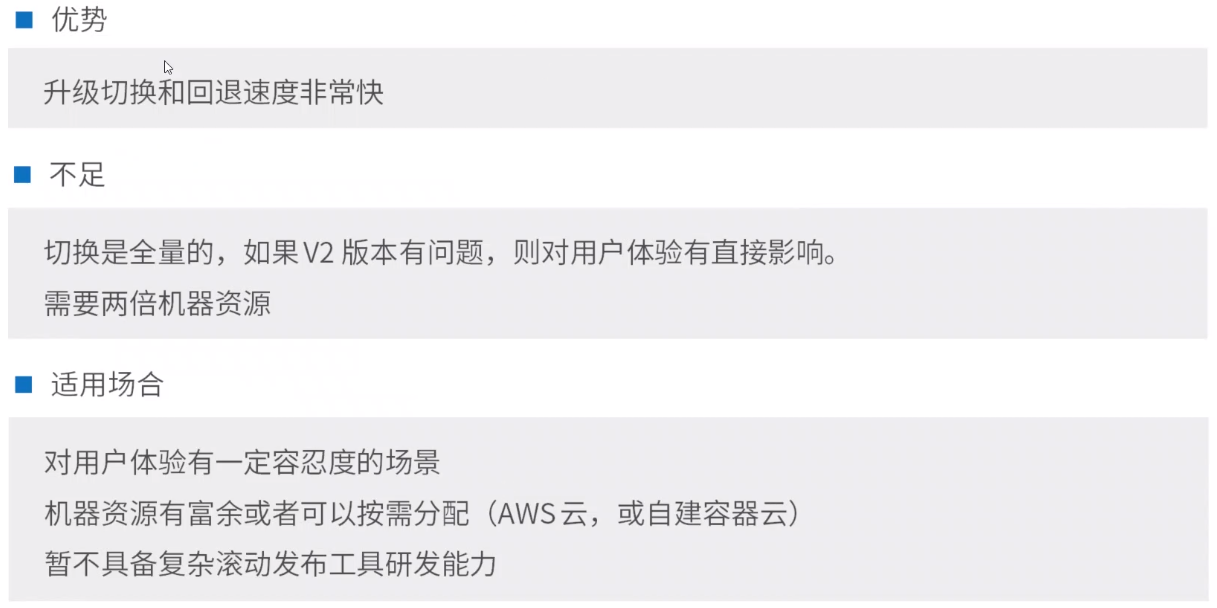 优势
升级切换和回退速度非常快
不足
切换是全量的，如果 V2 版本有问题，则对用户体验有直接影响。
需要两倍机器资源
适用场合
对用户体验有一定容忍度的场景
机器资源有富余或者可以按需分配（AWS 云，或自建容器云）
暂不具备复杂滚动发布工具研发能力